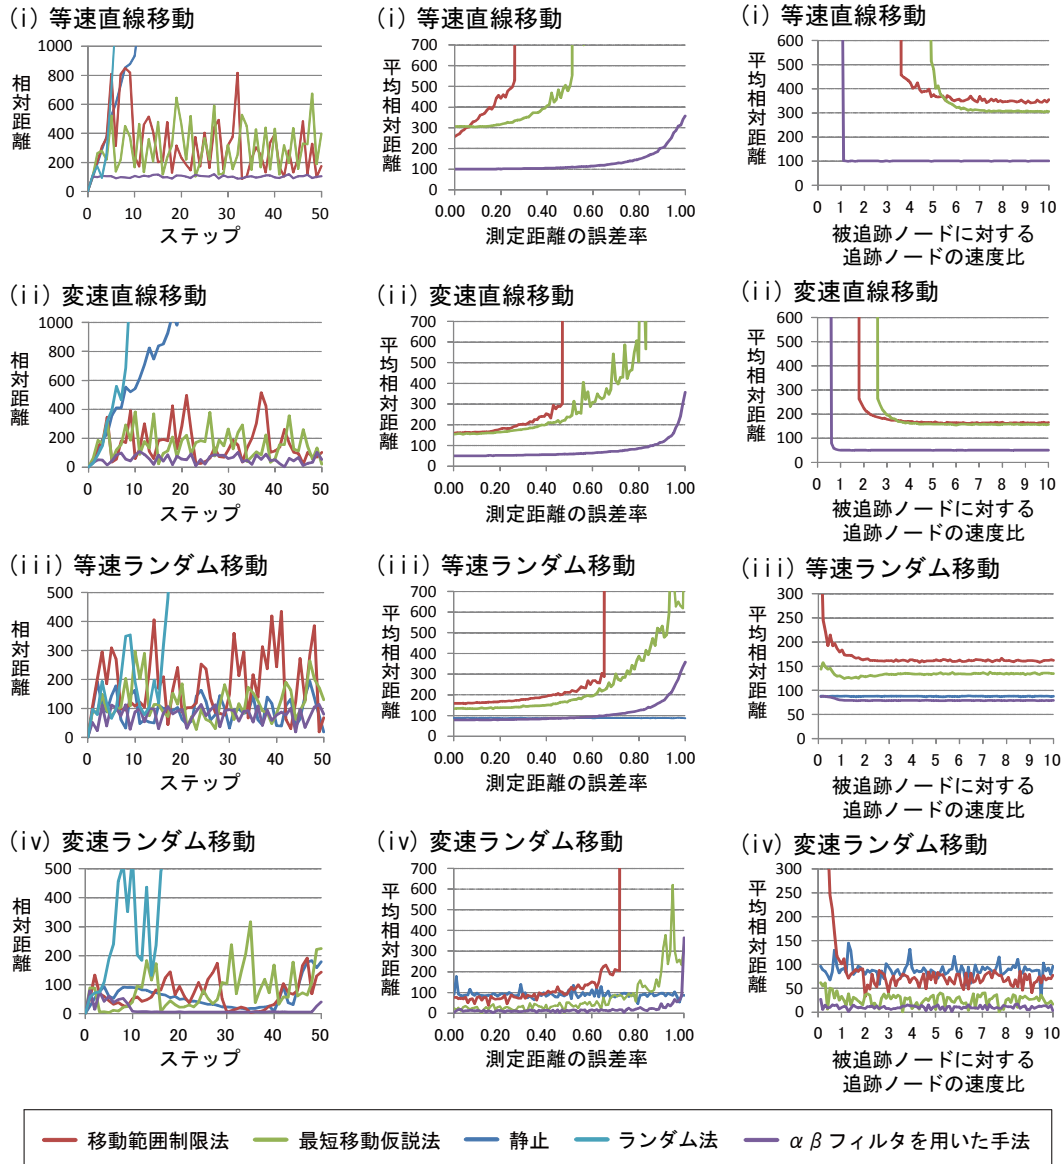 (i) 等速直線移動
相対距離
1000
800
600
400
200
0
0 10 20 30 40 50
ステップ
(i) 等速直線移動
平均相対距離
700
600
500
400
300
200
100
0
0.00 0.20 0.40 0.60 0.80 1.00
測定距離の誤差率
(i) 等速直線移動
平均相対距離
600
500
400
300
200
100
0
0 1 2 3 4 5 6 7 8 9 10
被追跡ノードに対する
追跡ノードの速度比
(ii) 変速直線移動
相対距離
1000
800
600
400
200
0
0 10 20 30 40 50
ステップ
(ii) 変速直線移動
平均相対距離
700
600
500
400
300
200
100
0
0.00 0.20 0.40 0.60 0.80 1.00
測定距離の誤差率
(ii) 変速直線移動
平均相対距離
600
500
400
300
200
100
0
0 1 2 3 4 5 6 7 8 9 10
被追跡ノードに対する
追跡ノードの速度比
(iii) 等速ランダム移動
相対距離
500
400
300
200
100
0
0 10 20 30 40 50
ステップ
(iii) 等速ランダム移動
平均相対距離
700
600
500
400
300
200
100
0
0.00 0.20 0.40 0.60 0.80 1.00
測定距離の誤差率
(iii) 等速ランダム移動
平均相対距離
300
250
200
150
100
50
0
0 1 2 3 4 5 6 7 8 9 10
被追跡ノードに対する
追跡ノードの速度比
(iv) 変速ランダム移動
相対距離
500
400
300
200
100
0
0 10 20 30 40 50
ステップ
(iv) 変速ランダム移動
平均相対距離
700
600
500
400
300
200
100
0
0.00 0.20 0.40 0.60 0.80 1.00
測定距離の誤差率
(iv) 変速ランダム移動
平均相対距離
300
250
200
150
100
50
0
0 1 2 3 4 5 6 7 8 9 10
被追跡ノードに対する
追跡ノードの速度比
移動範囲制限法 最短移動仮説法 静止 ランダム法 αβフィルタを用いた手法